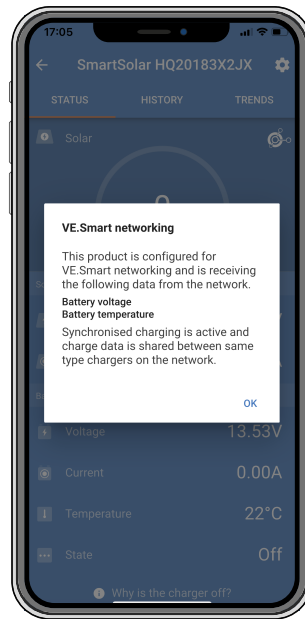 17:05
SmartSolar HQ20183X2JX
STATUS HISTORY TRENDS
Solar
VE.Smart networking
This product is configured for
VE.Smart networking and is receiving
the following data from the network.
Battery voltage
Battery temperature
Synchronised charging is active and
charge data is shared between same
type chargers on the network.
OK
Voltage 13.53V
Current 0.00A
Temperature 22°C
State Off
Why is the charger off?